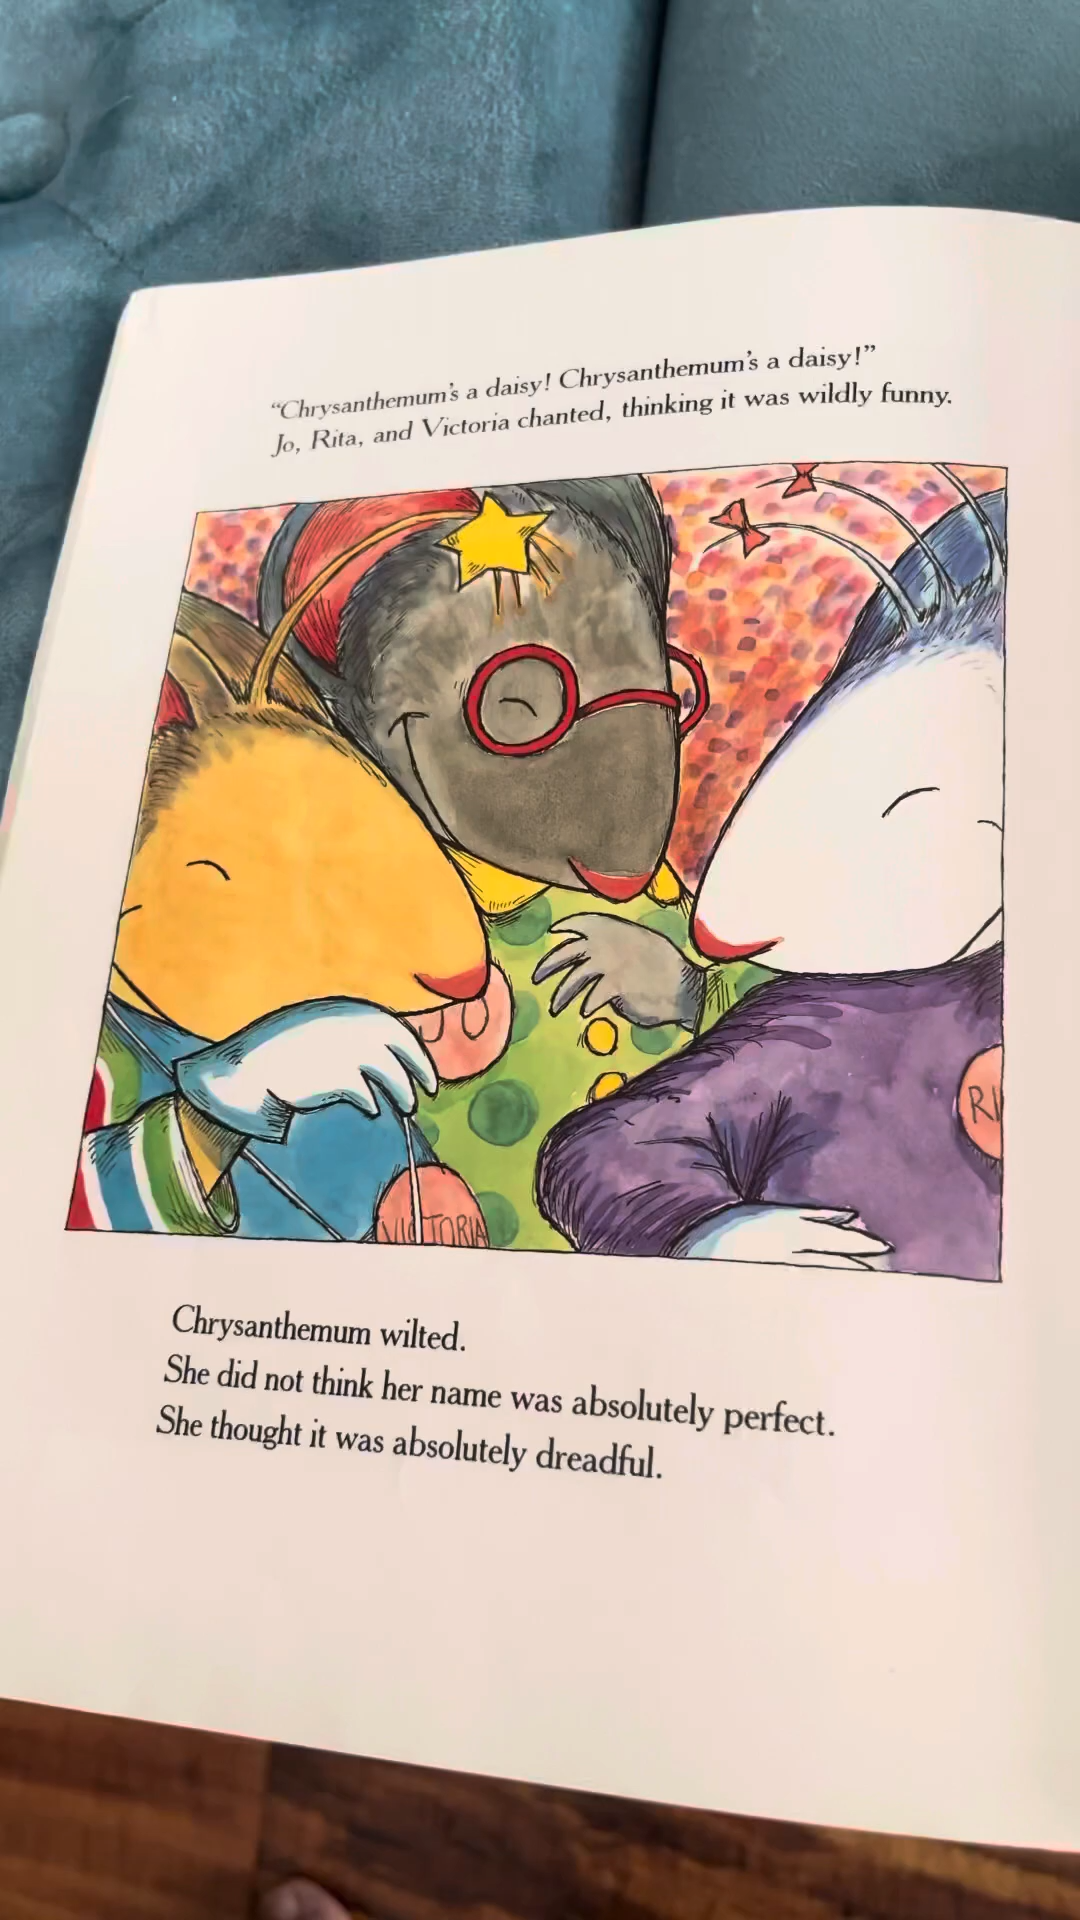 “Chrysanthemum’s a daisy! Chrysanthemum’s a daisy!”
Jo, Rita, and Victoria chanted, thinking it was wildly funny.
JO
RI
VICTORIA
Chrysanthemum wilted.
She did not think her name was absolutely perfect.
She thought it was absolutely dreadful.